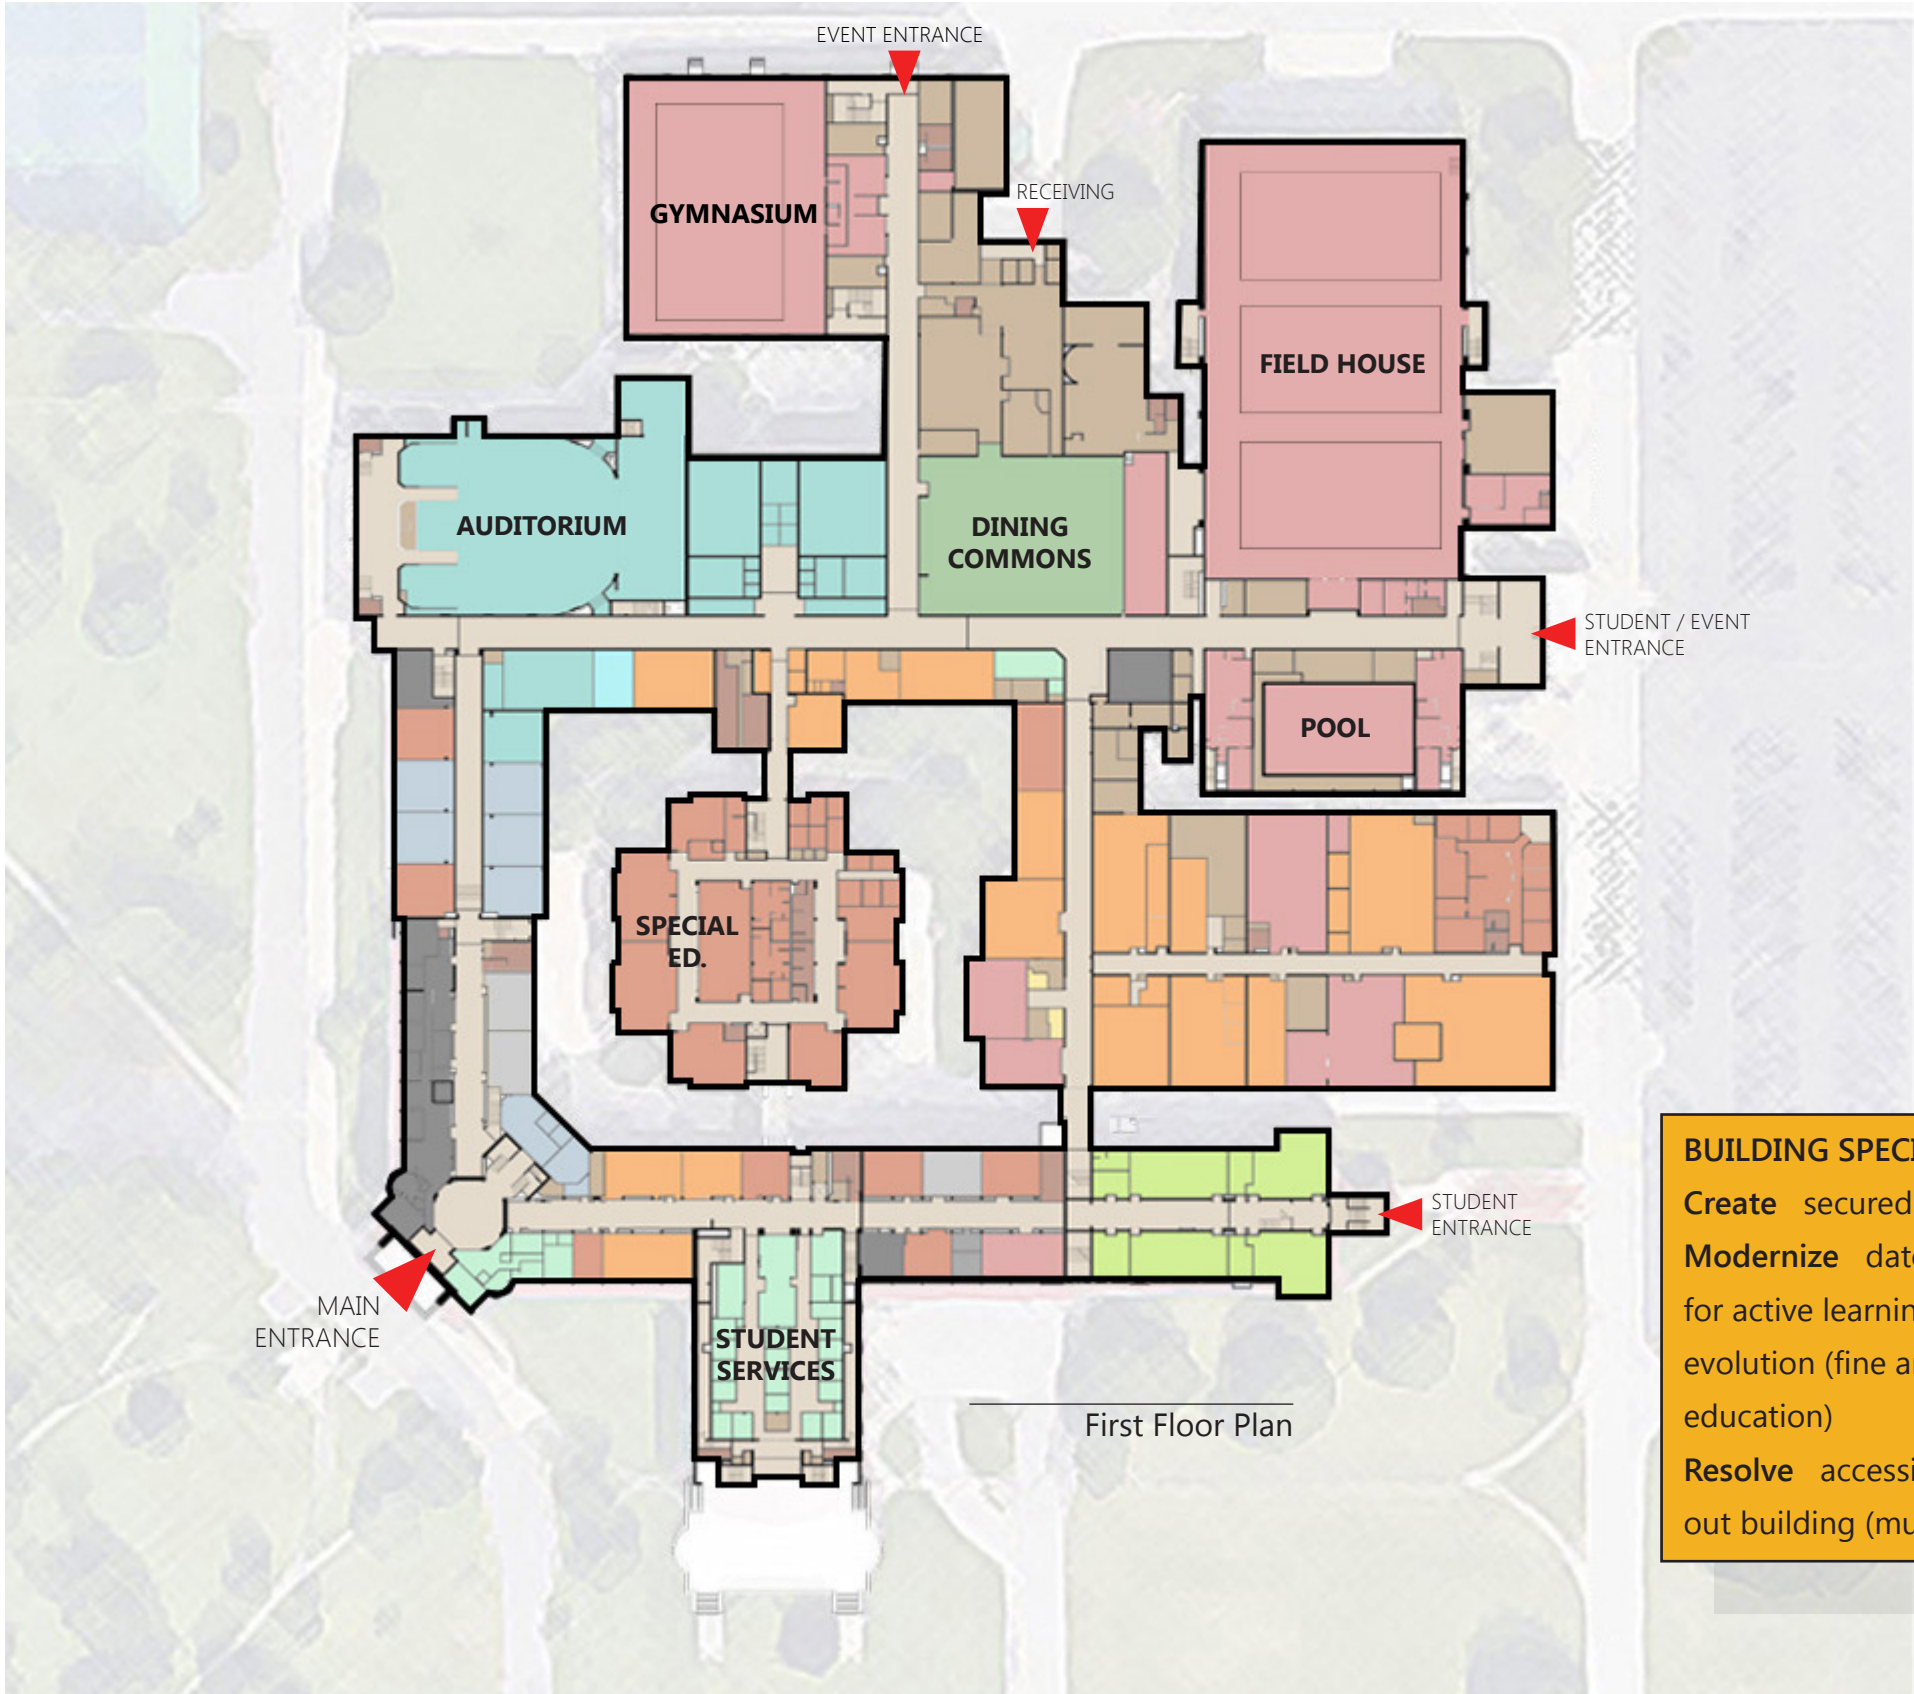 EVENT ENTRANCE
RECEIVING
GYMNASIUM
FIELD HOUSE
AUDITORIUM
DINING
COMMONS
STUDENT / EVENT
ENTRANCE
POOL
SPECIAL
ED.
STUDENT
ENTRANCE
MAIN
ENTRANCE
STUDENT
SERVICES
First Floor Plan
BUILDING SPECI
Create secured
Modernize dat
for active learnin
evolution (fine a
education)
Resolve accessi
out building (mu